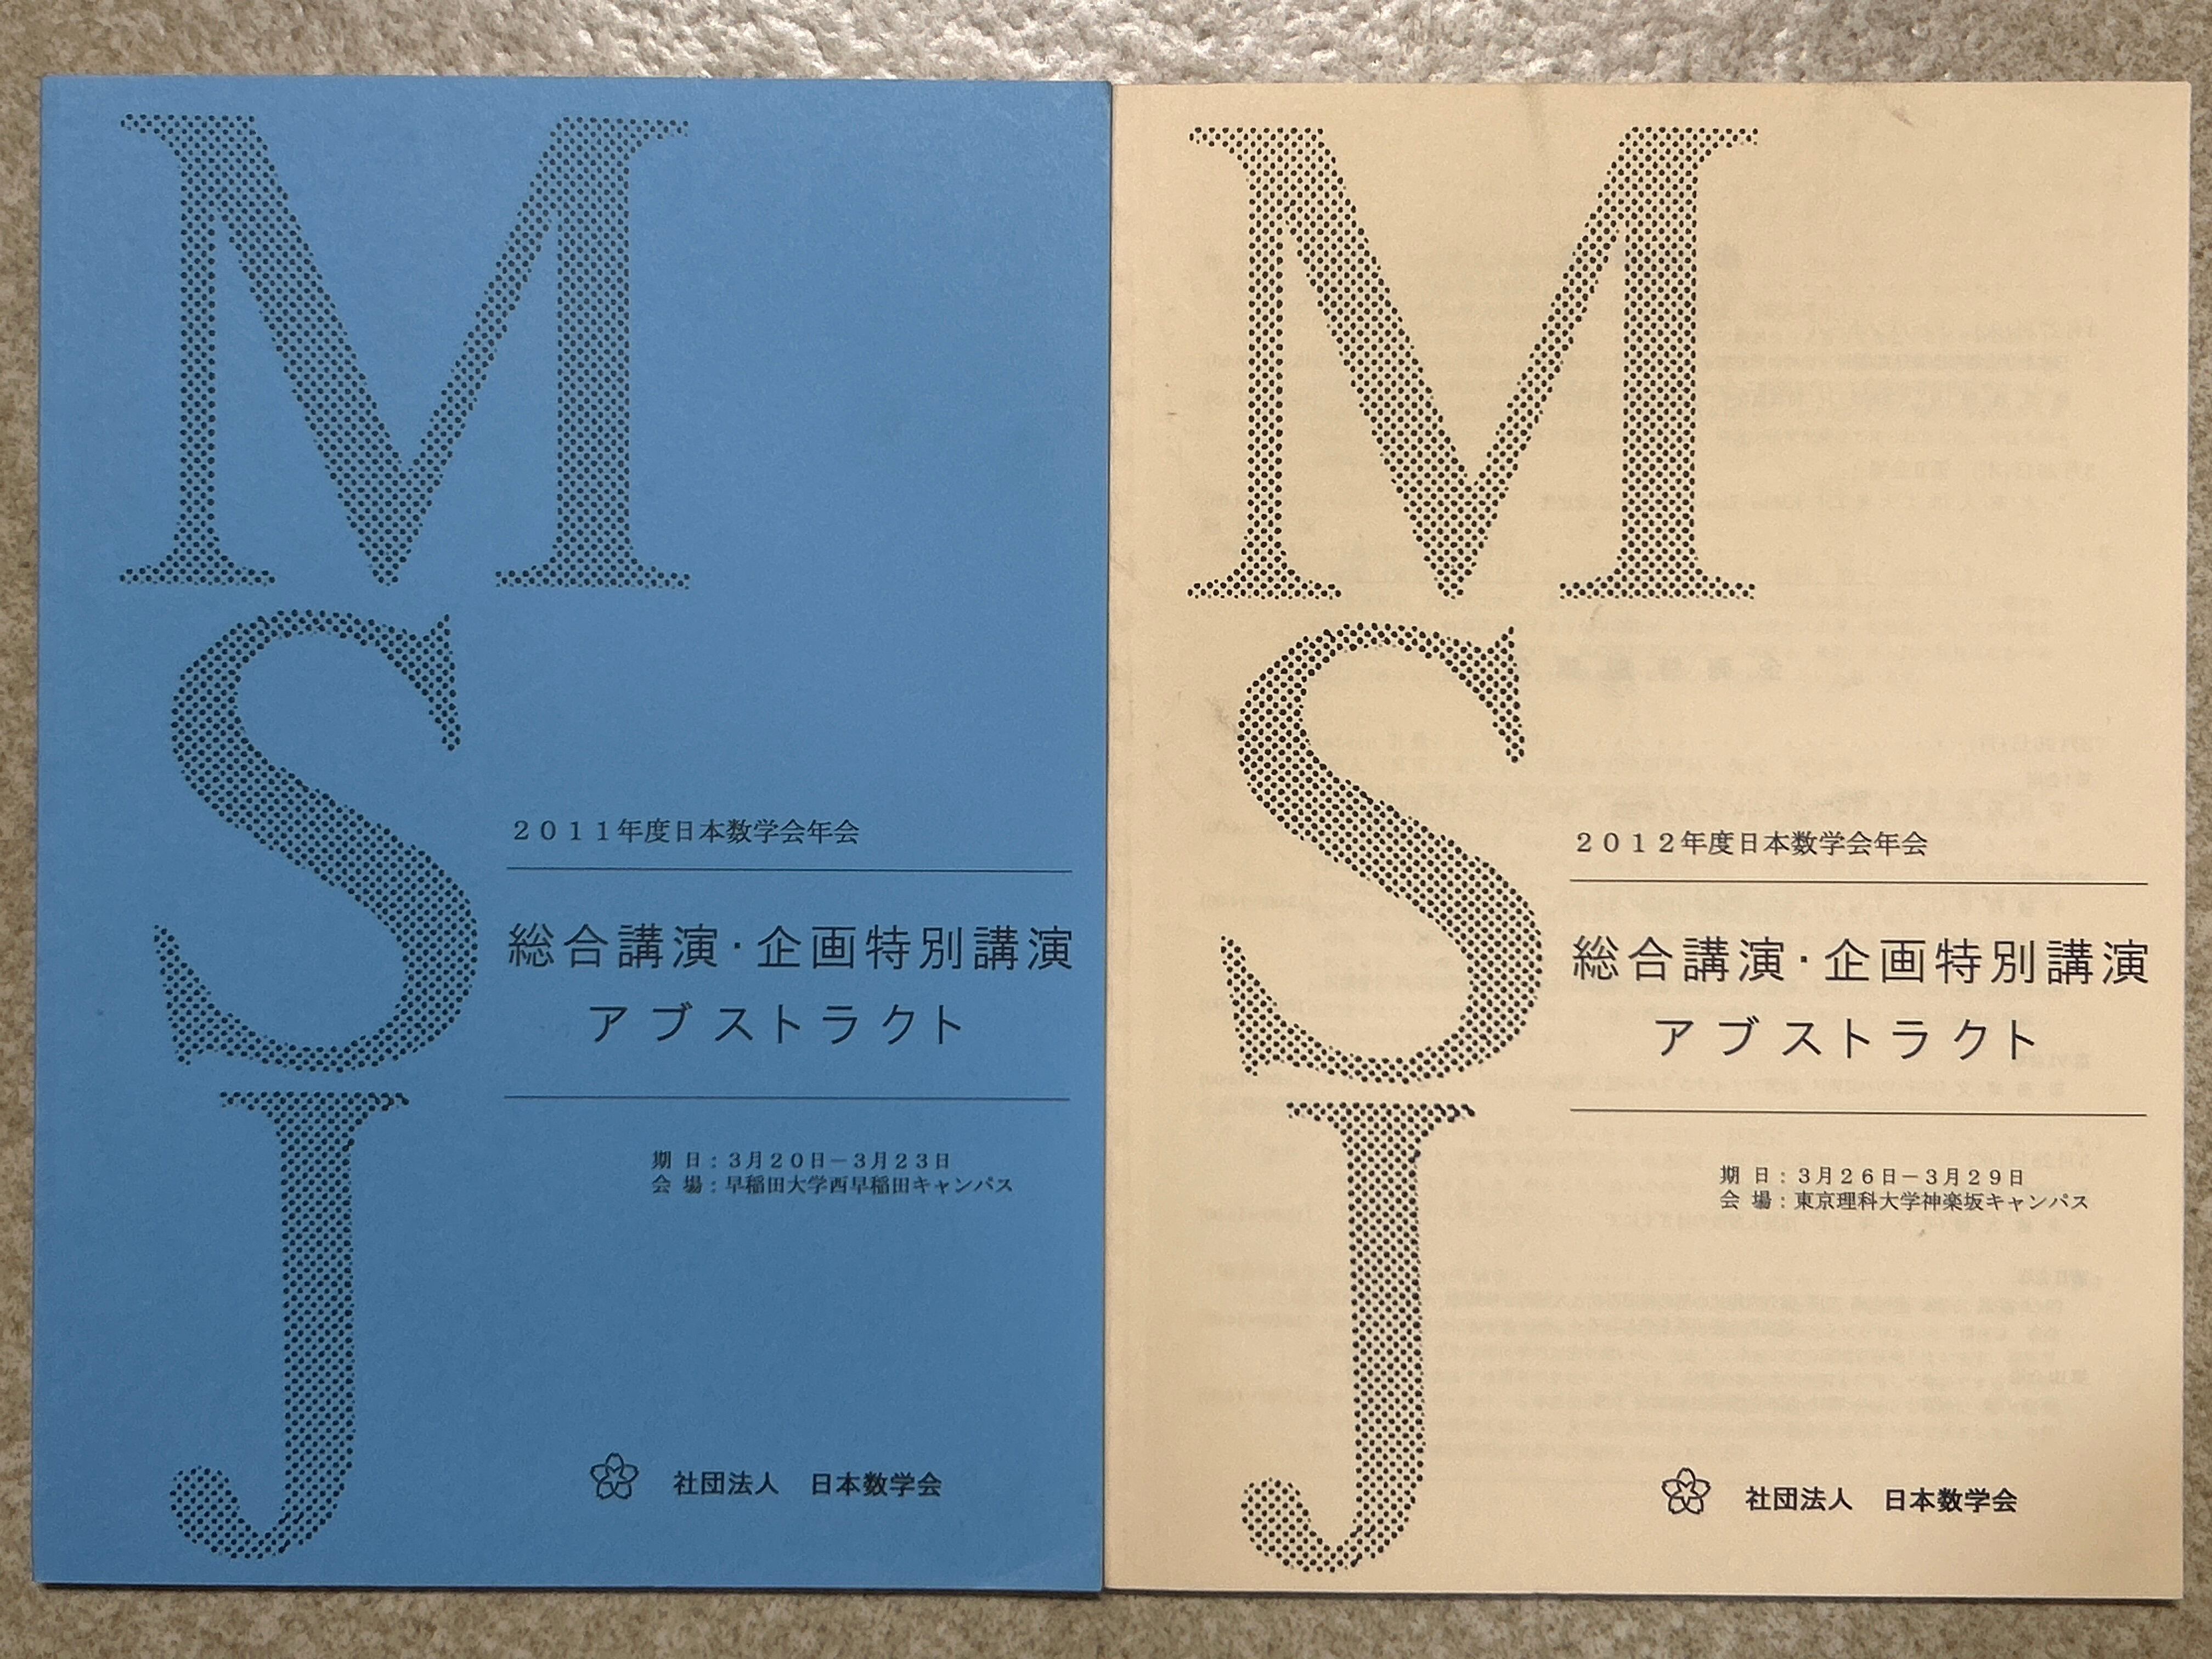 M
S
J
２０１１年度日本数学会年会
総合講演・企画特別講演
アブストラクト
期 日：３月２０日－３月２３日
会 場：早稲田大学西早稲田キャンパス
社団法人 日本数学会
M
S
J
２０１２年度日本数学会年会
総合講演・企画特別講演
アブストラクト
期 日：３月２６日－３月２９日
会 場：東京理科大学神楽坂キャンパス
社団法人 日本数学会